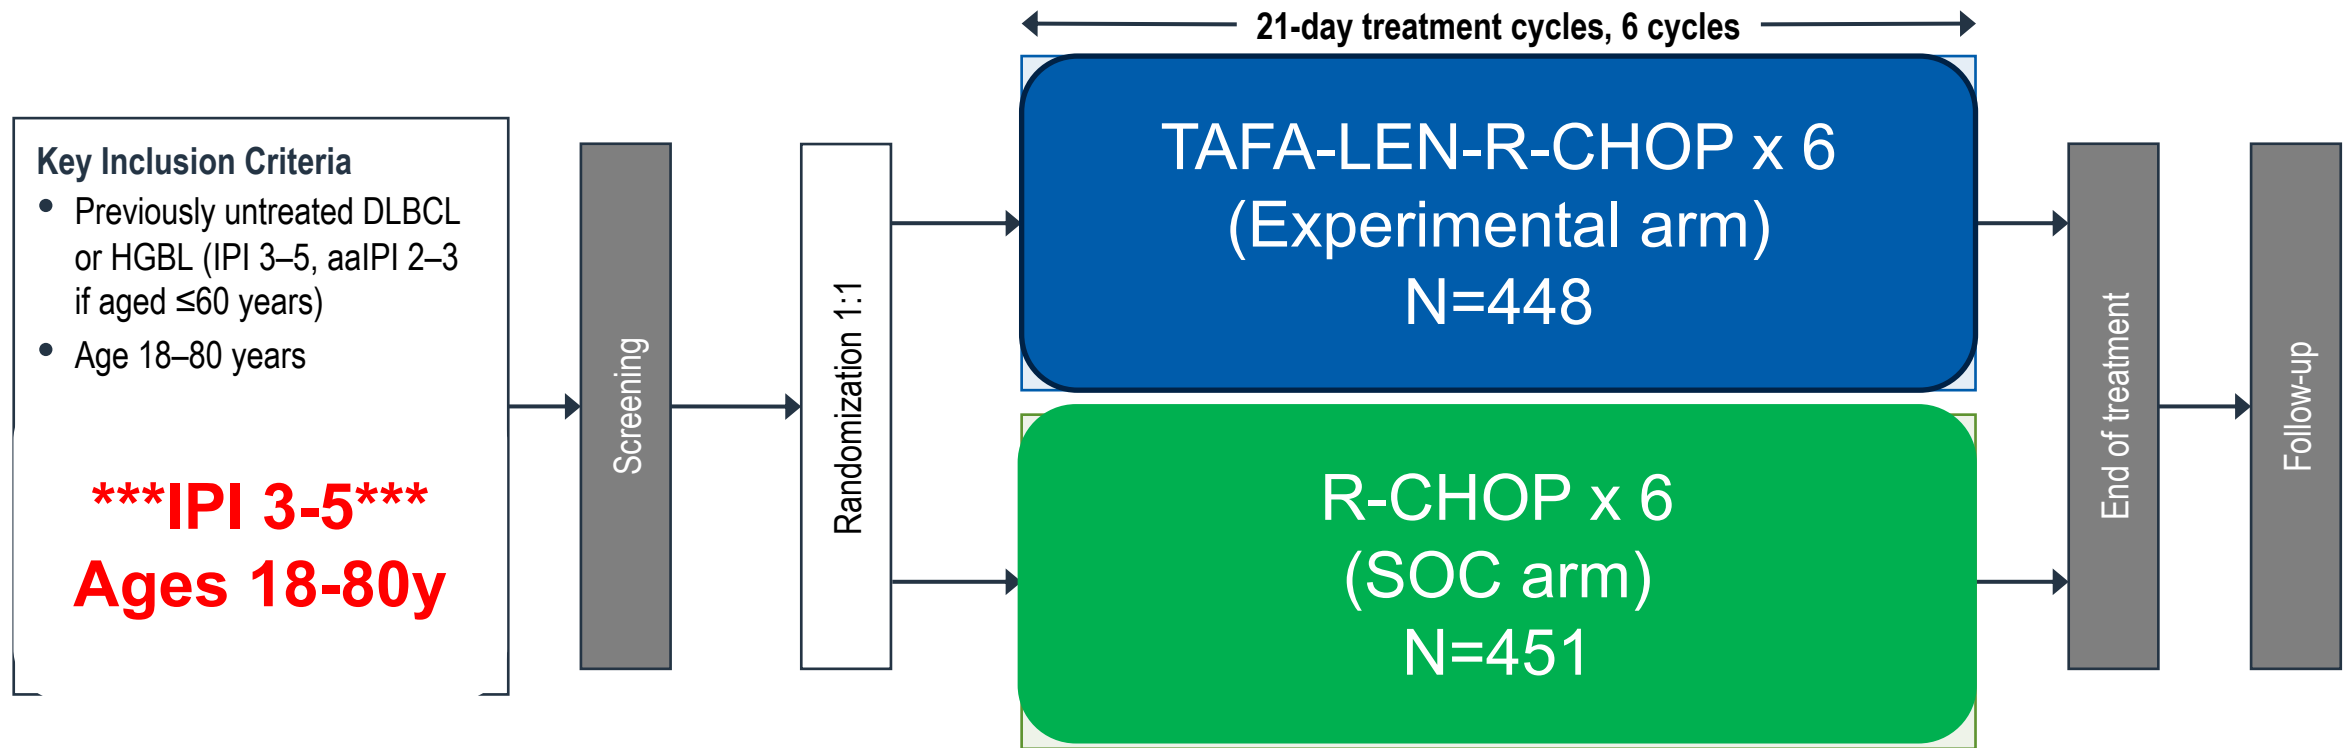 21-day treatment cycles, 6 cycles
Key Inclusion Criteria
• Previously untreated DLBCL
or HGBL (IPI 3–5, aaIPI 2–3
if aged ≤60 years)
• Age 18–80 years
***IPI 3-5***
Ages 18-80y
Screening
Randomization 1:1
TAFA-LEN-R-CHOP x 6
(Experimental arm)
N=448
R-CHOP x 6
(SOC arm)
N=451
End of treatment
Follow-up